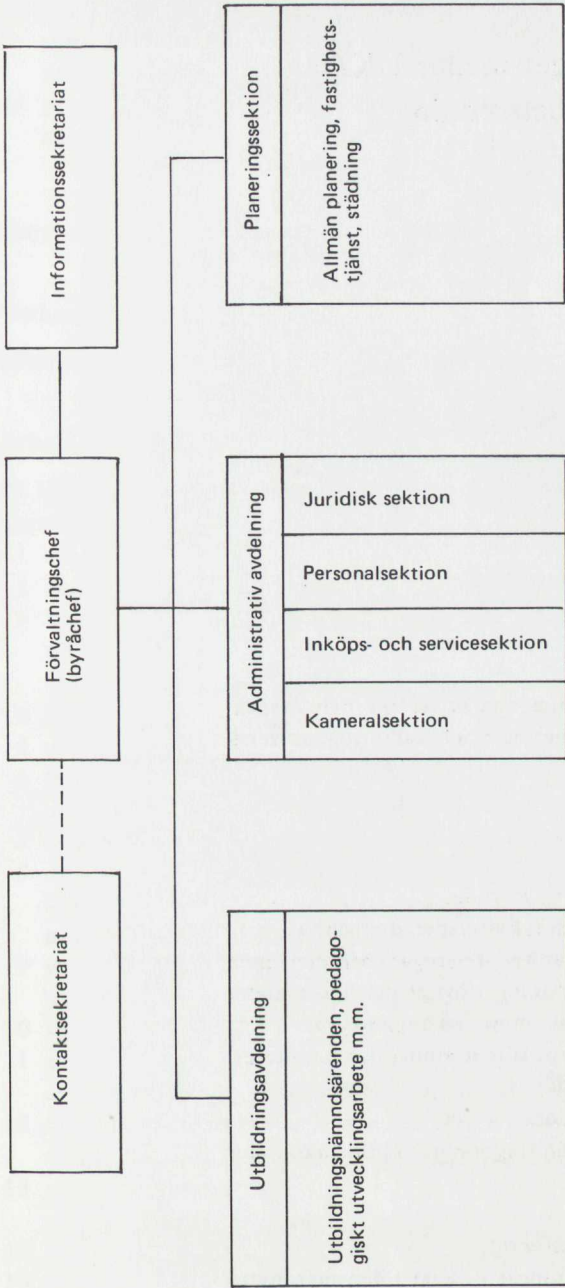 Kontaktsekretariat
Förvaltningschef
(byråchef)
Informationssekretariat
Utbildningsavdelning
Utbildningsnämndsärenden, pedago-
giskt utvecklingsarbete m.m.
Administrativ avdelning
Kameralsektion
Inköps- och servicesektion
Personalsektion
Juridisk sektion
Planeringssektion
Allmän planering, fastighets-
tjänst, städning